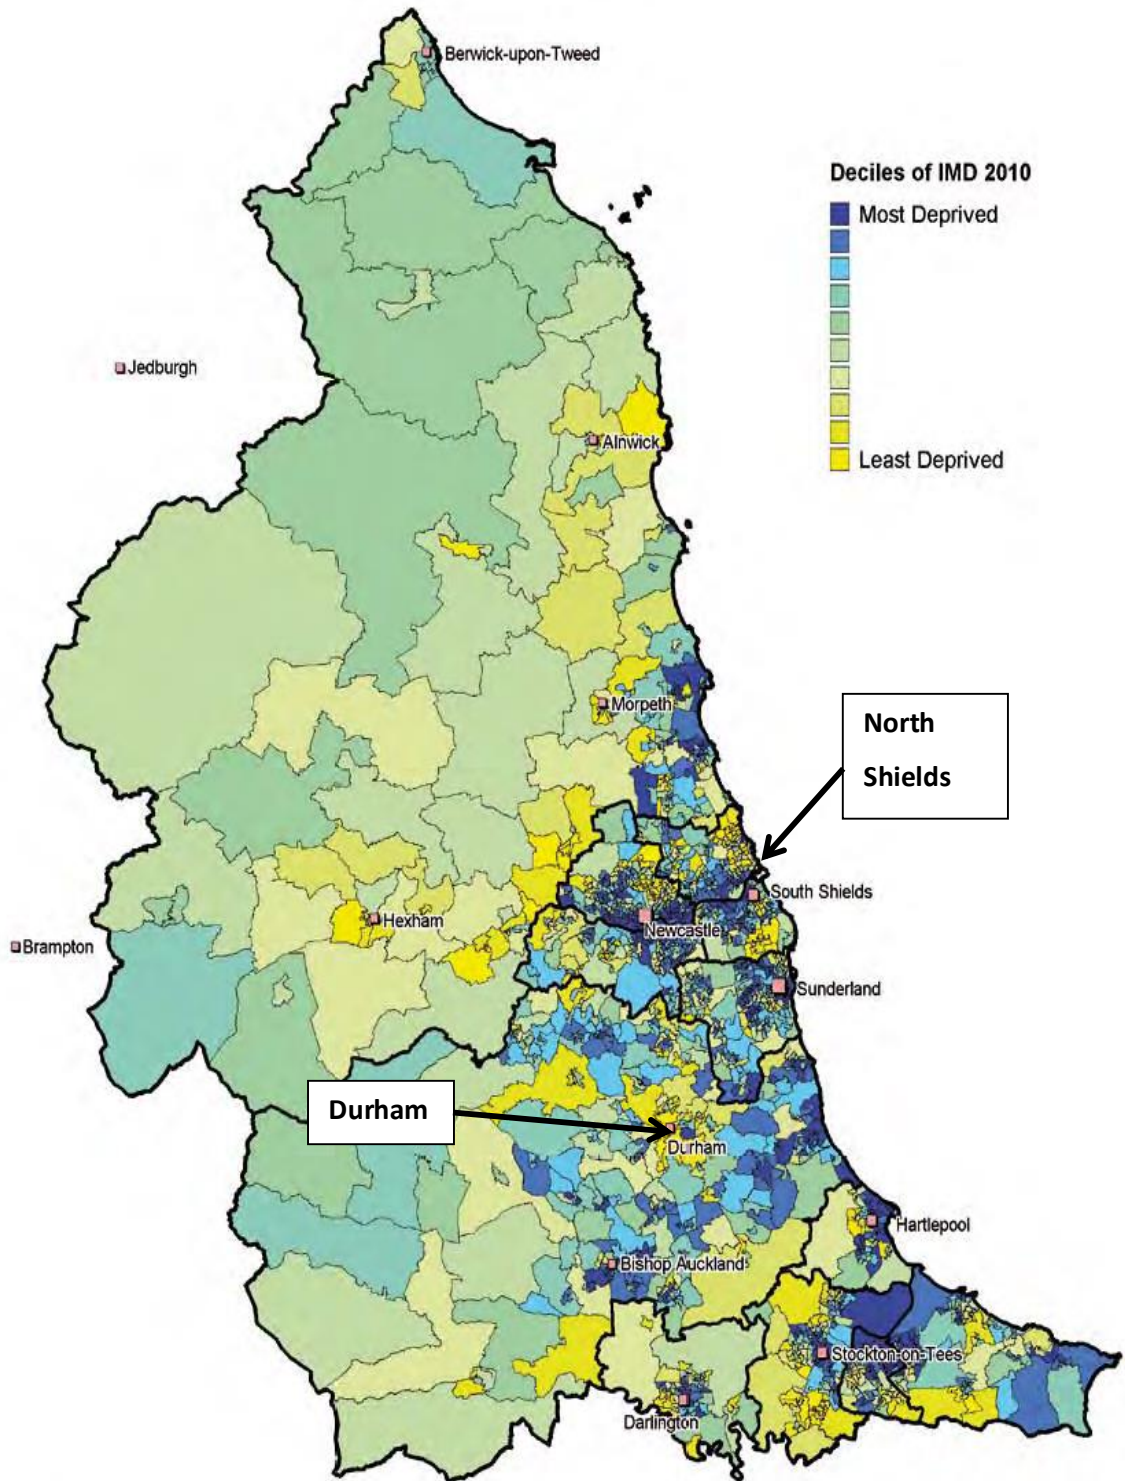 Berwick-upon-Tweed
Deciles of IMD 2010
Most Deprived
Least Deprived
Jedburgh
Alnwick
Morpeth
North
Shields
South Shields
Hexham
Newcastle
Brampton
Sunderland
Durham
Durham
Hartlepool
Bishop Auckland
Stockton-on-Tees
Darlington